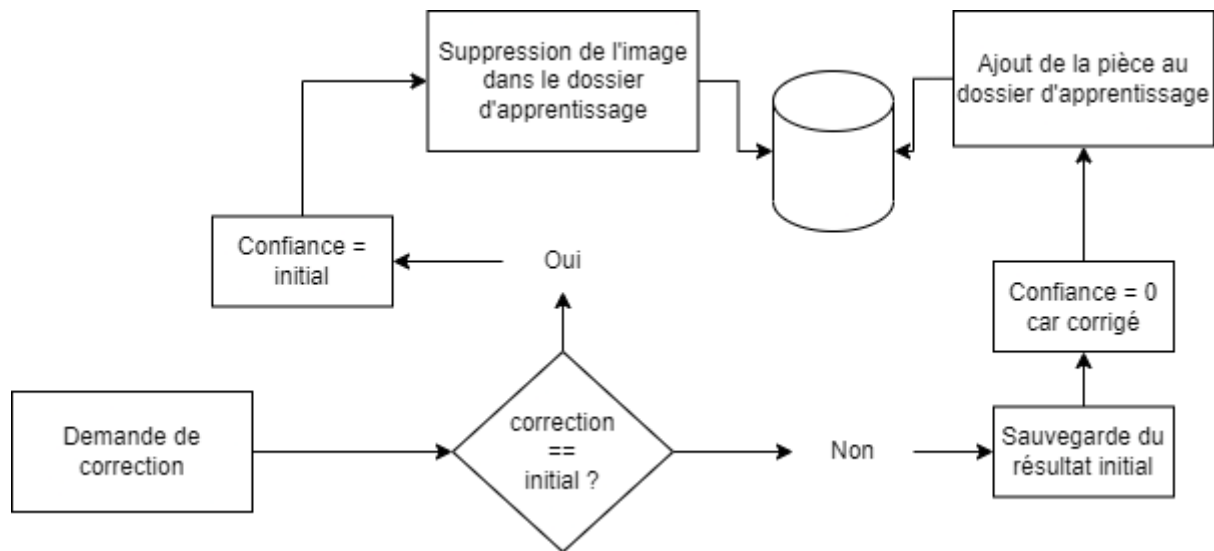 Suppression de l'image
dans le dossier
d'apprentissage
Ajout de la pièce au
dossier d'apprentissage
Confiance =
initial
Oui
Confiance = 0
car corrigé
Demande de
correction
correction
==
initial ?
Non
Sauvegarde du
résultat initial